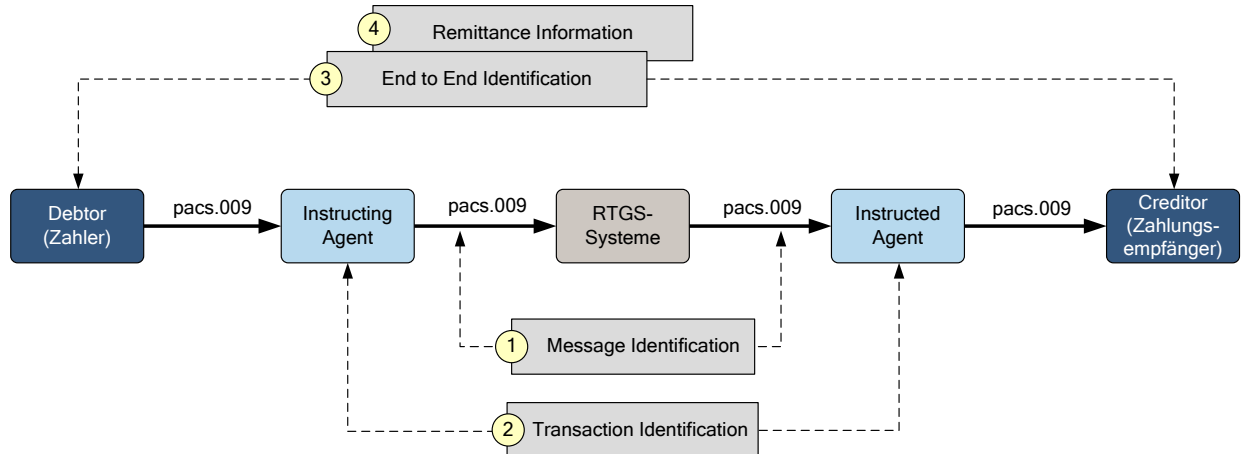 4
Remittance Information
3
End to End Identification
Debtor
(Zahler)
pacs.009
Instructing
Agent
pacs.009
RTGS-
Systeme
pacs.009
Instructed
Agent
pacs.009
Creditor
(Zahlungs-
empfänger)
1
Message Identification
2
Transaction Identification